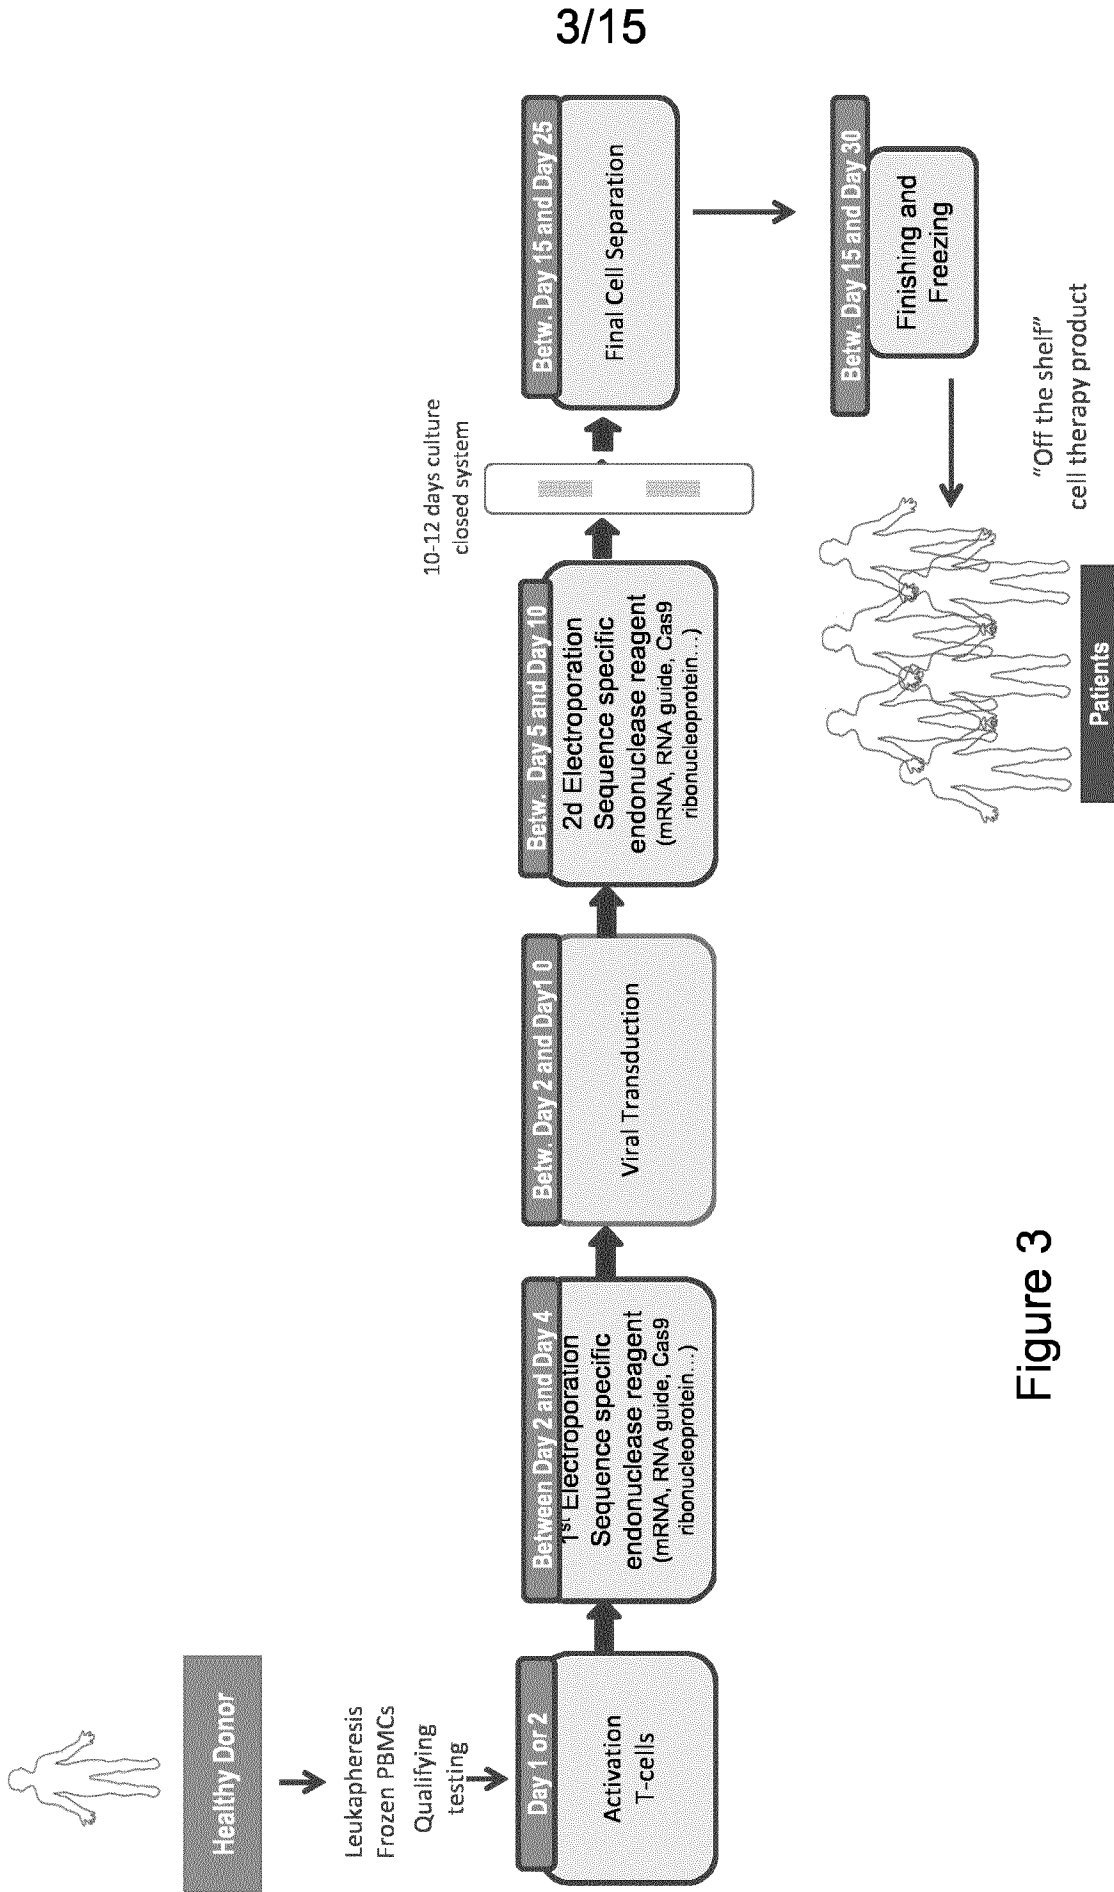 3/15
Healthy Donor
Leukapheresis
Frozen PBMCs
Qualifying
testing
Day 1 or 2
Activation
T-cells
Between Day 2 and Day 4
1st Electroporation
Sequence specific
endonuclease reagent
(mRNA, RNA guide, Cas9
ribonucleoprotein…)
Betw. Day 2 and Day1 0
Viral Transduction
Betw. Day 5 and Day 10
2d Electroporation
Sequence specific
endonuclease reagent
(mRNA, RNA guide, Cas9
ribonucleoprotein…)
10-12 days culture
closed system
Betw. Day 15 and Day 25
Final Cell Separation
Betw. Day 15 and Day 30
Finishing and
Freezing
"Off the shelf"
cell therapy product
Patients
Figure 3